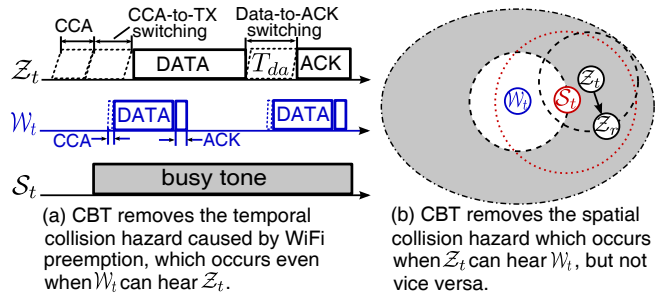 CCA
CCA-to-TX
switching
Data-to-ACK
switching
𝒵t
DATA
Tda
ACK
𝒲t
DATA
DATA
CCA
ACK
𝒮t
busy tone
(a) CBT removes the temporal
collision hazard caused by WiFi
preemption, which occurs even
when 𝒲t can hear 𝒵t.
𝒲t
𝒮t
𝒵t
𝒵r
(b) CBT removes the spatial
collision hazard which occurs
when 𝒵t can hear 𝒲t, but not
vice versa.